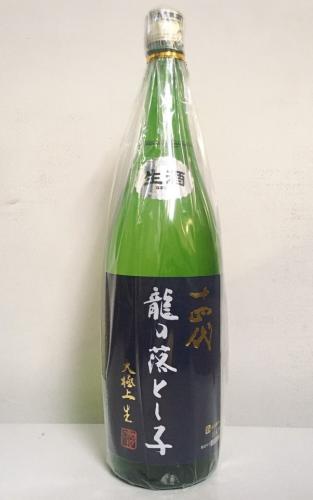 生酒
十四代
龍の落とし子
大極上生